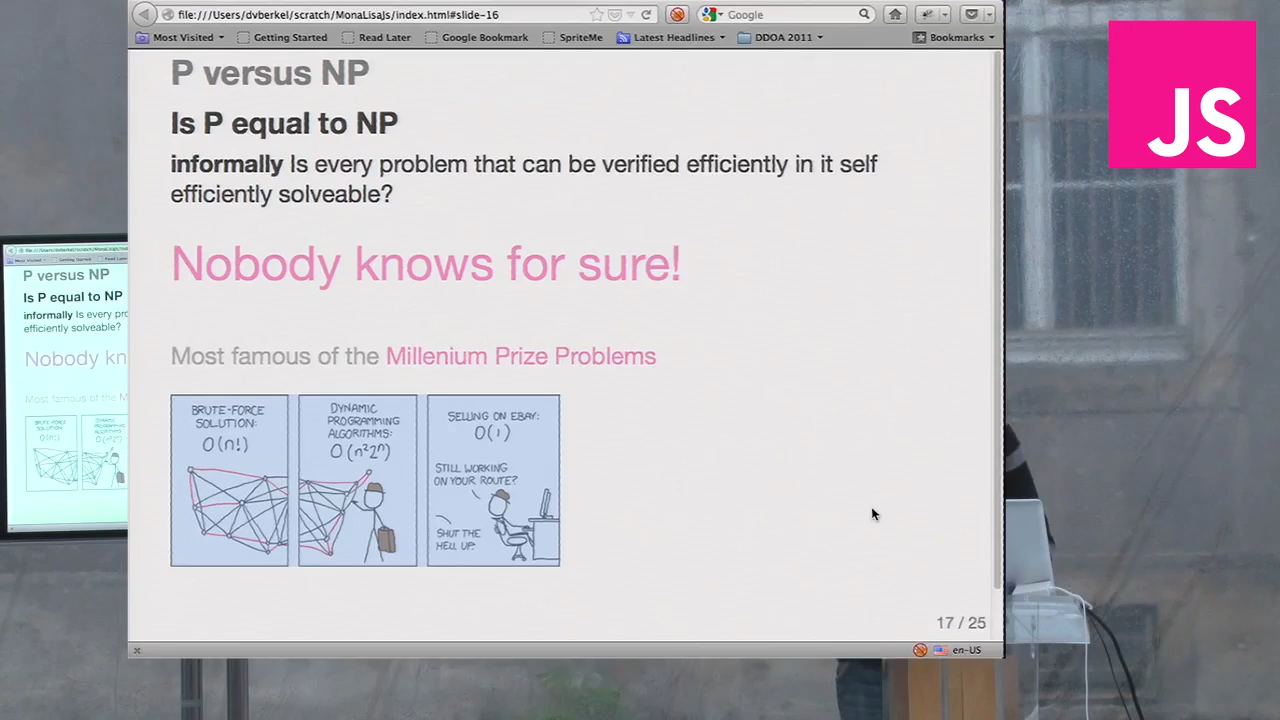 file:///Users/dvberkel/scratch/MonaLisaJs/index.html#slide-16
Google
Most Visited
Getting Started
Read Later
Google Bookmark
SpriteMe
Latest Headlines
DDOA 2011
Bookmarks
JS
P versus NP
Is P equal to NP
informally Is every problem that can be verified efficiently in it self
efficiently solveable?
Nobody knows for sure!
Most famous of the Millenium Prize Problems
BRUTE-FORCE
SOLUTION:
O(n!)
DYNAMIC
PROGRAMMING
ALGORITHMS:
O(n²2ⁿ)
SELLING ON EBAY:
O(1)
STILL WORKING
ON YOUR ROUTE?
SHUT THE
HELL UP.
17 / 25
en-US
P versus NP
Is P equal to NP
informally Is every pro
efficiently solveable?
Nobody kn
Most famous of the M